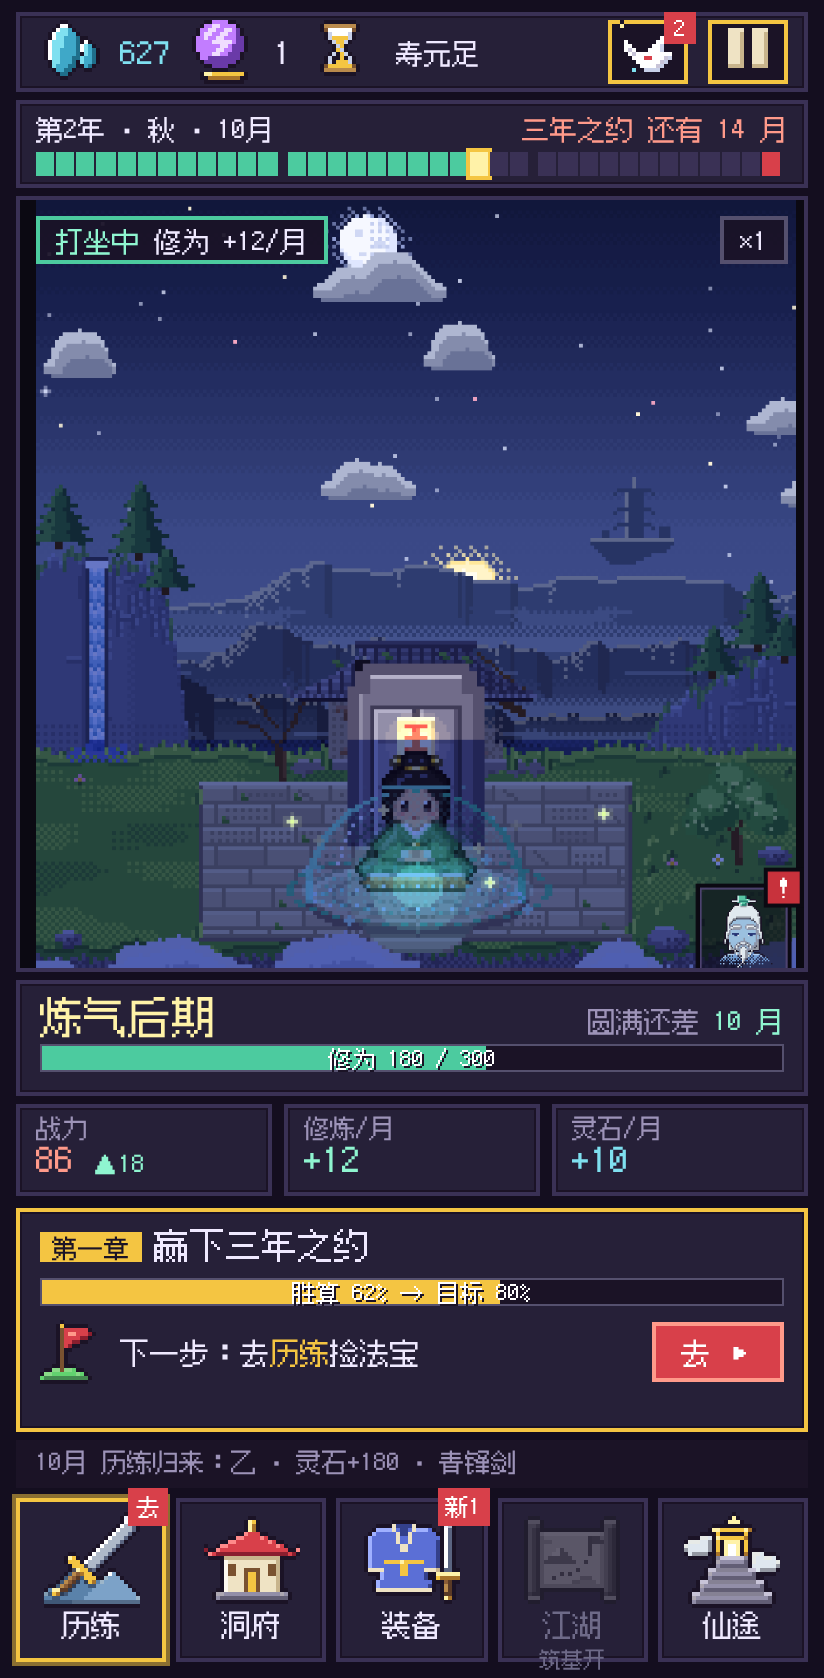 627 1 寿元足 2
第2年 · 秋 · 10月 三年之约 还有 14 月
打坐中 修为 +12/月 ×1
王
!
炼气后期 圆满还差 10 月
修为 180 / 300
战力 修炼/月 灵石/月
86 ▲18 +12 +10
第一章 赢下三年之约
胜算 62% → 目标 80%
下一步：去历练捡法宝 去
10月 历练归来：乙 · 灵石+180 · 青锋剑
去 新1
历练 洞府 装备 江湖 仙途
筑基开